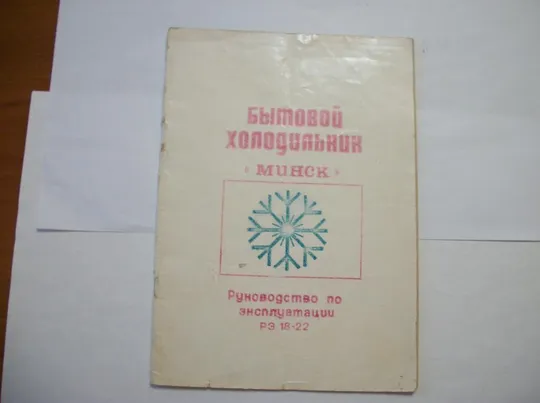 Бытовой
холодильник
"Минск"
Руководство по
эксплуатации
РЭ 18-22